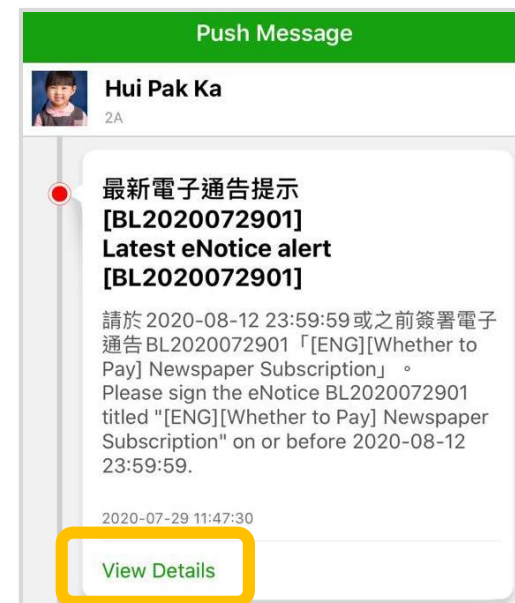 Push Message
Hui Pak Ka
2A
最新電子通告提示
[BL2020072901]
Latest eNotice alert
[BL2020072901]
請於2020-08-12 23:59:59或之前簽署電子
通告BL2020072901「[ENG][Whether to
Pay] Newspaper Subscription」。
Please sign the eNotice BL2020072901
titled "[ENG][Whether to Pay] Newspaper
Subscription" on or before 2020-08-12
23:59:59.
2020-07-29 11:47:30
View Details